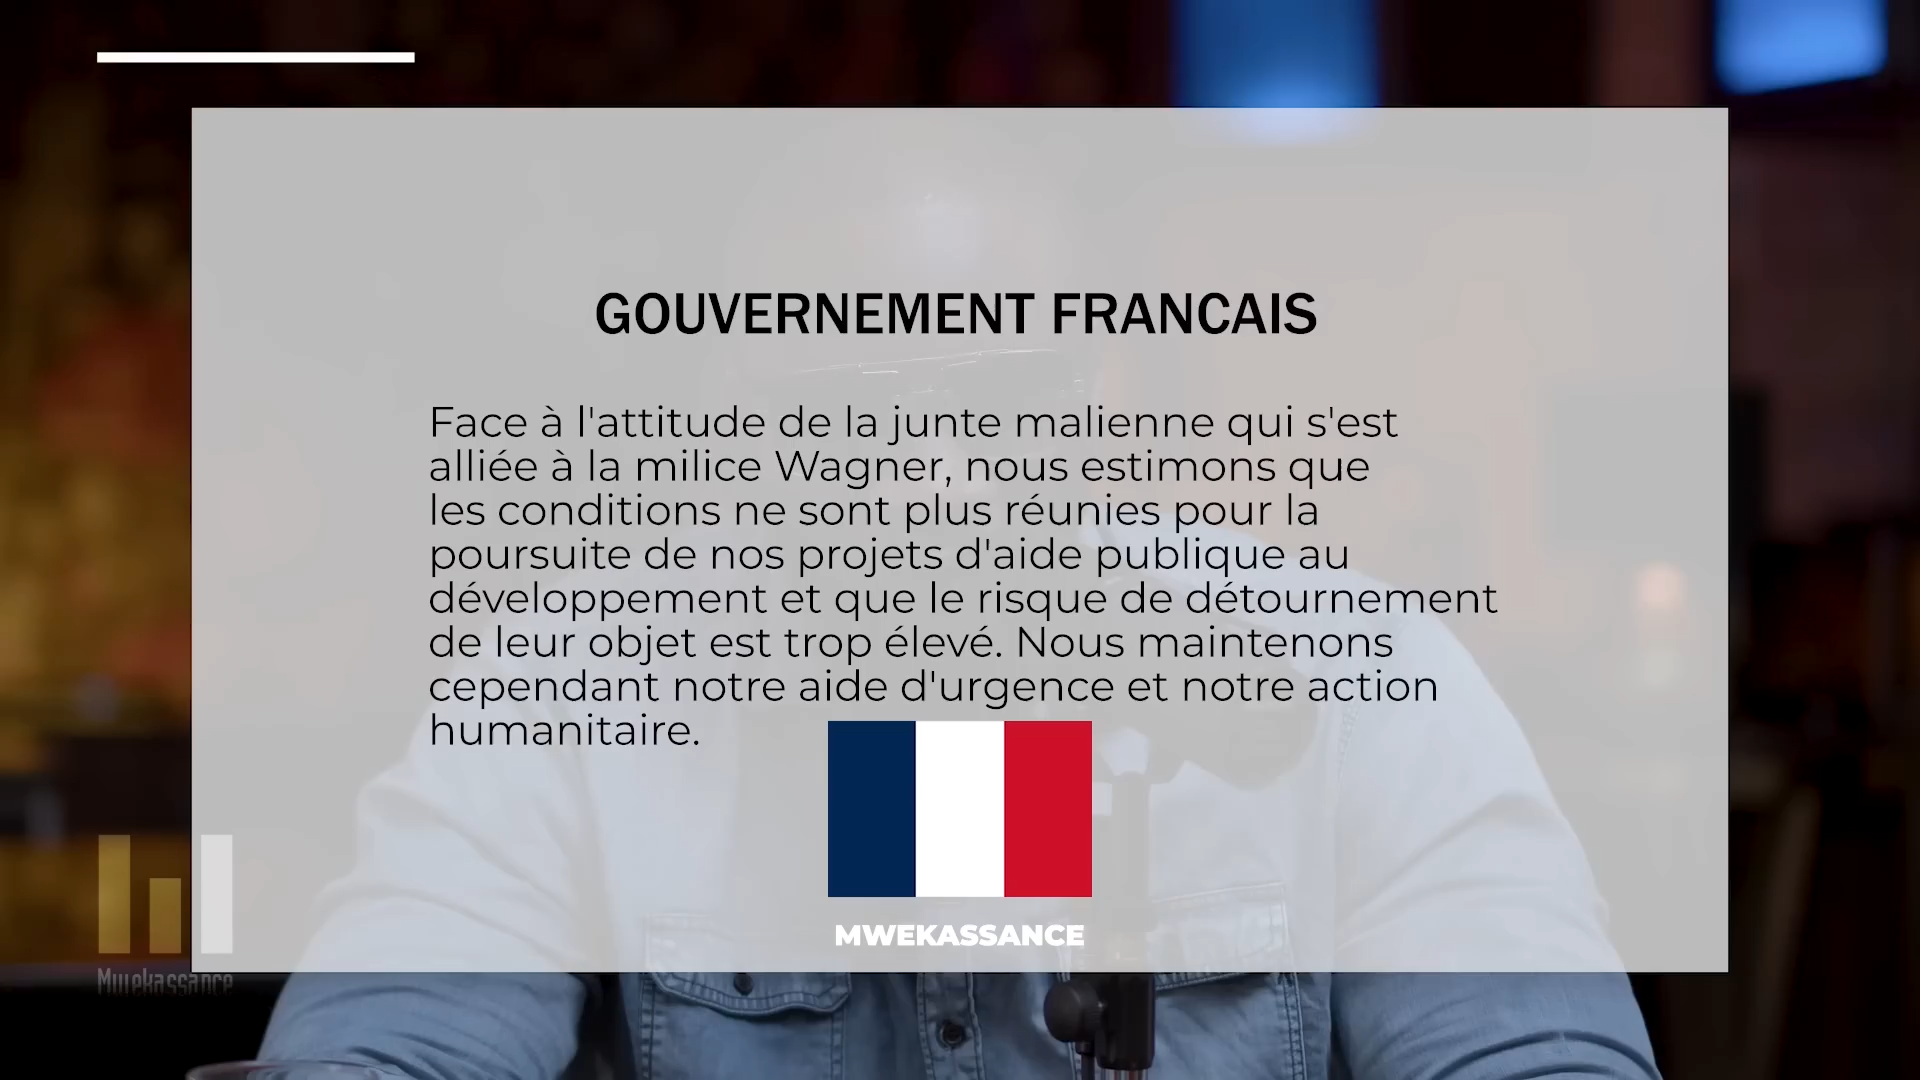 GOUVERNEMENT FRANCAIS
Face à l'attitude de la junte malienne qui s'est
alliée à la milice Wagner, nous estimons que
les conditions ne sont plus réunies pour la
poursuite de nos projets d'aide publique au
développement et que le risque de détournement
de leur objet est trop élevé. Nous maintenons
cependant notre aide d'urgence et notre action
humanitaire.
MWEKASSANCE
Mwekassance